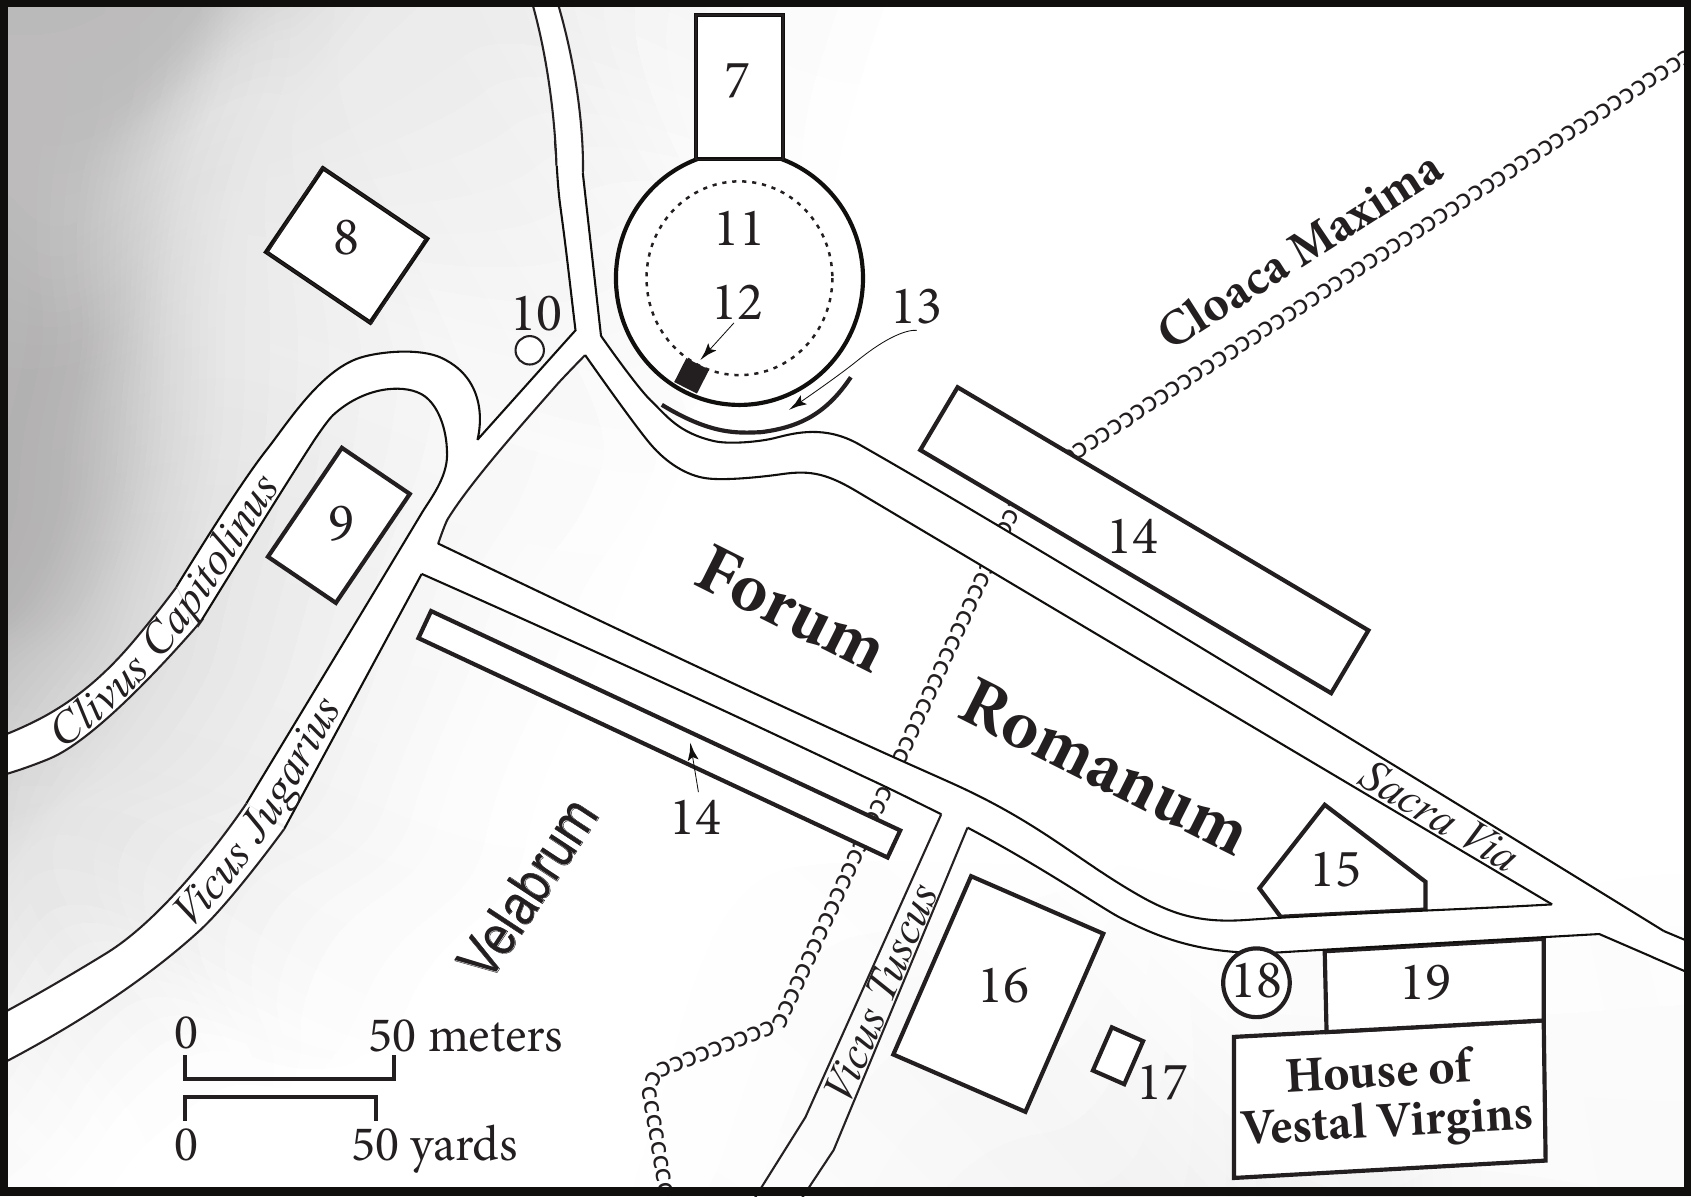 7
8
11
10
12
13
Cloaca Maxima
14
9
Clivus Capitolinus
Forum
Romanum
Vicus Jugarius
14
Velabrum
Sacra Via
15
Vicus Tuscus
16
17
18
19
House of
Vestal Virgins
0 50 meters
0 50 yards